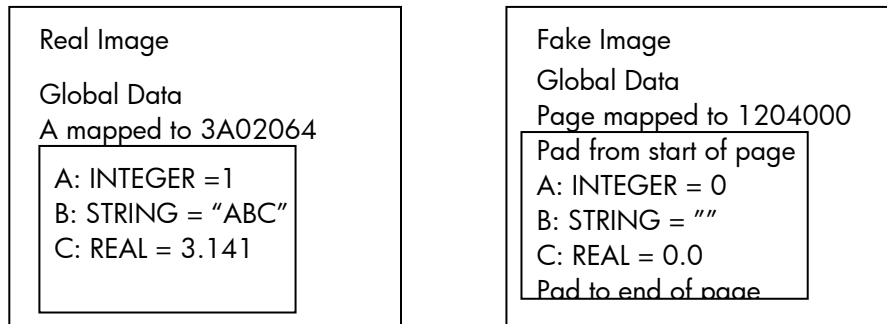 Real Image
Global Data
A mapped to 3A02064
A: INTEGER =1
B: STRING = “ABC”
C: REAL = 3.141
Fake Image
Global Data
Page mapped to 1204000
Pad from start of page
A: INTEGER = 0
B: STRING = ””
C: REAL = 0.0
Pad to end of page